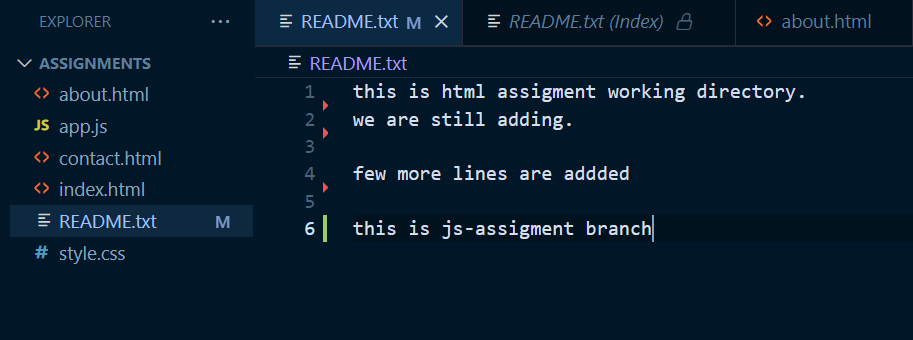 EXPLORER ...
README.txt M
README.txt (Index)
about.html
ASSIGNMENTS
about.html
JS app.js
contact.html
index.html
README.txt M
# style.css
README.txt
1 this is html assigment working directory.
2 we are still adding.
3
4 few more lines are addded
5
6 this is js-assigment branch